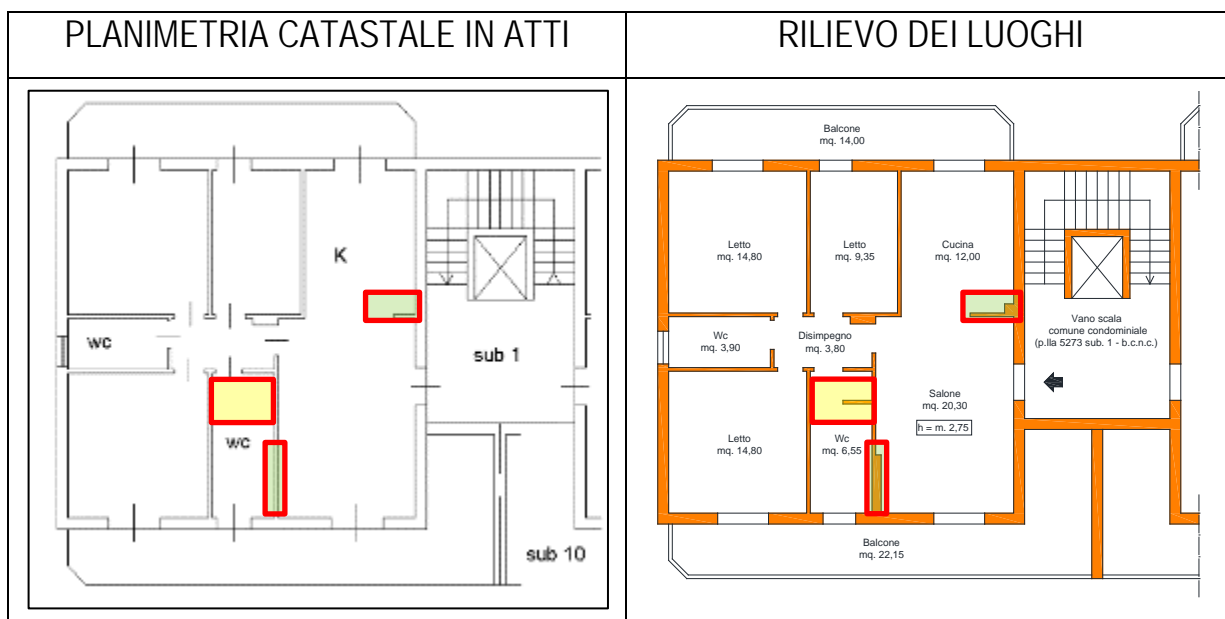 PLANIMETRIA CATASTALE IN ATTI
RILIEVO DEI LUOGHI
K
wc
sub 1
wc
sub 10
Balcone
mq. 14,00
Letto
mq. 14,80
Letto
mq. 9,35
Cucina
mq. 12,00
Vano scala
comune condominiale
(p.lla 5273 sub. 1 - b.c.n.c.)
Wc
mq. 3,90
Disimpegno
mq. 3,80
Salone
mq. 20,30
h = m. 2,75
Letto
mq. 14,80
Wc
mq. 6,55
Balcone
mq. 22,15